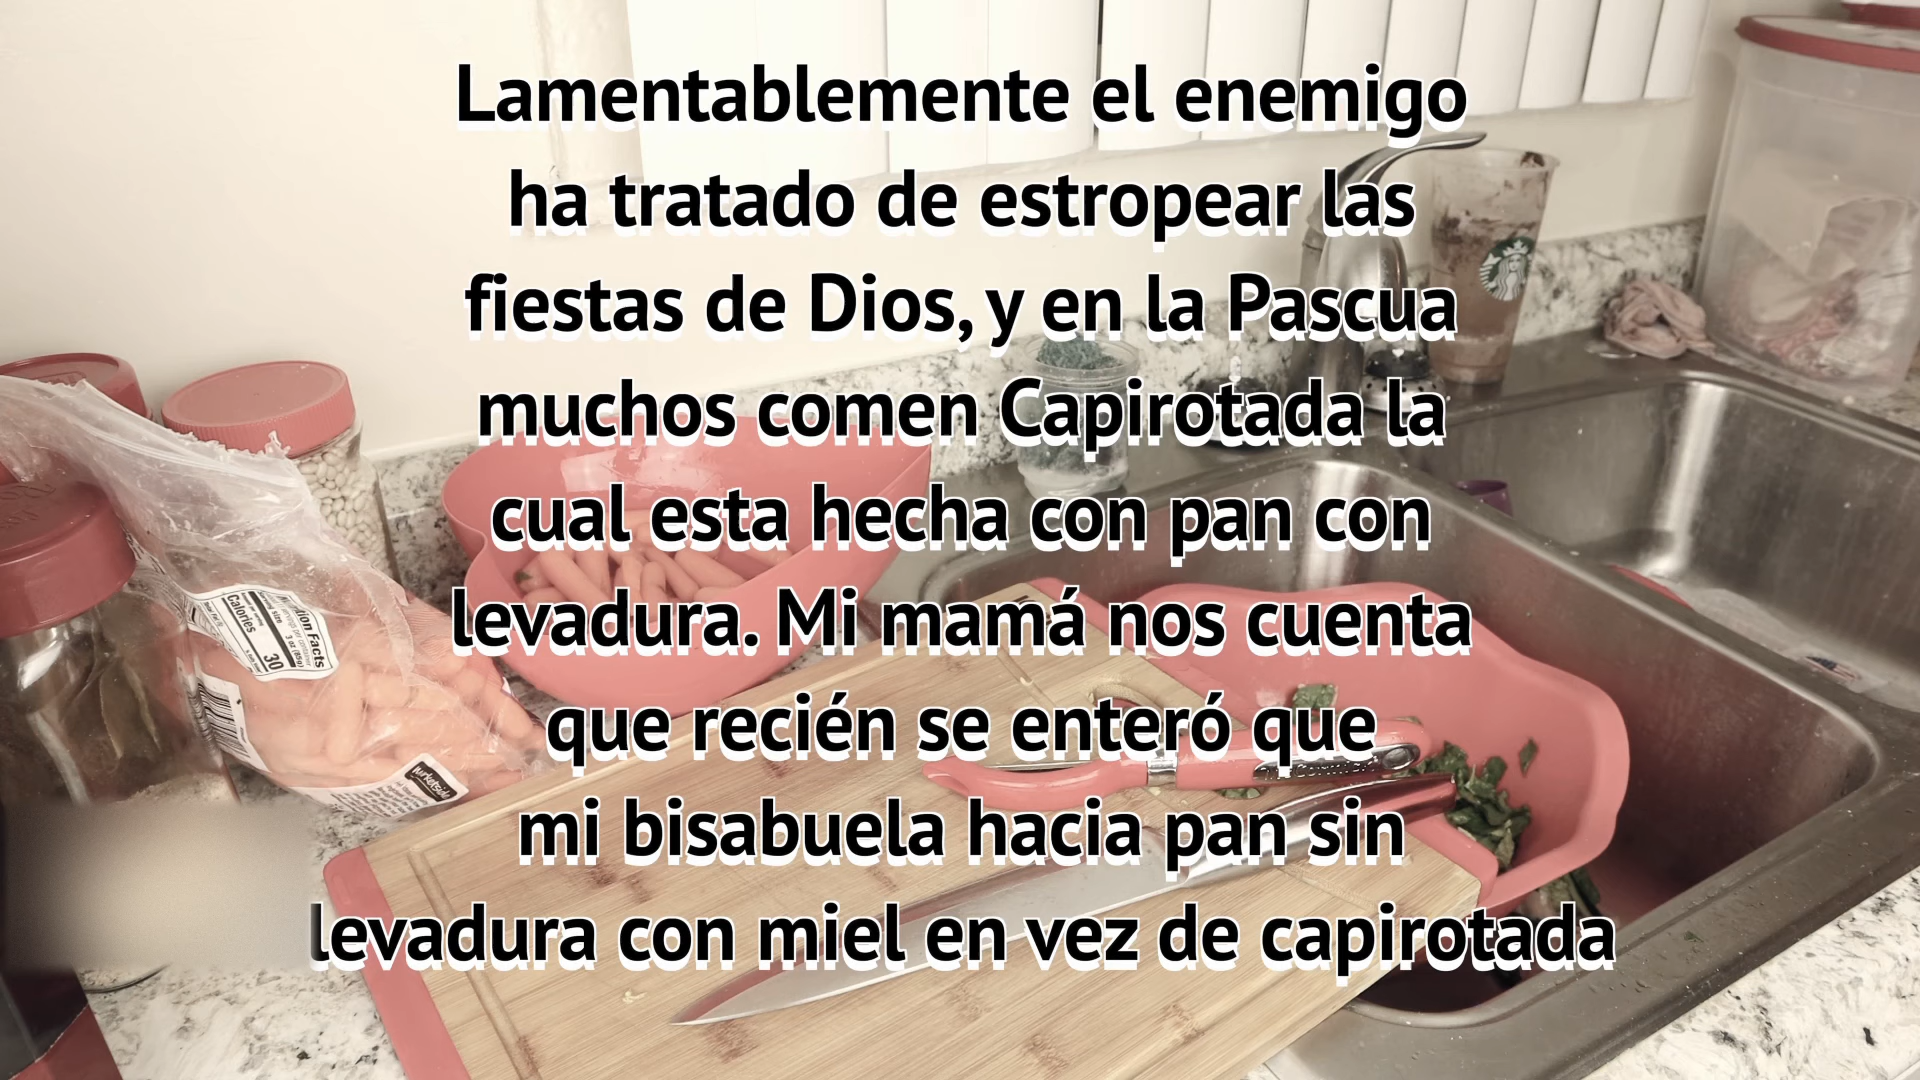 Lamentablemente el enemigo
ha tratado de estropear las
fiestas de Dios, y en la Pascua
muchos comen Capirotada la
cual esta hecha con pan con
levadura. Mi mamá nos cuenta
que recién se enteró que
mi bisabuela hacia pan sin
levadura con miel en vez de capirotada
Calories 30